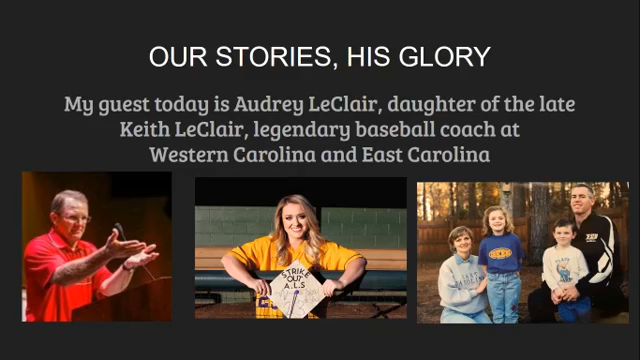 OUR STORIES, HIS GLORY
My guest today is Audrey LeClair, daughter of the late
Keith LeClair, legendary baseball coach at
Western Carolina and East Carolina
STRIKE
OUT
A.L.S